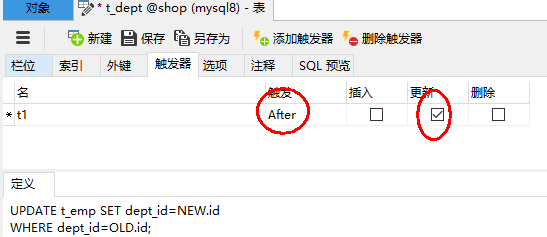 对象
* t_dept @shop (mysql8) - 表
新建 保存 另存为 添加触发器 删除触发器
栏位 索引 外键 触发器 选项 注释 SQL 预览
名 触发 插入 更新 删除
* t1 After
定义
UPDATE t_emp SET dept_id=NEW.id
WHERE dept_id=OLD.id;